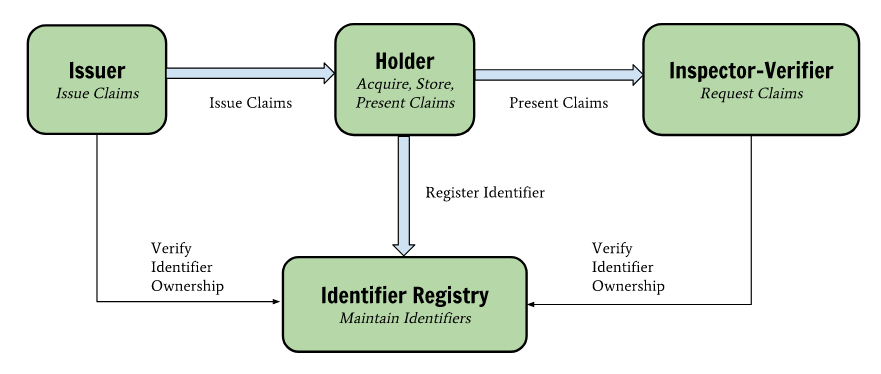 Issuer
Issue Claims
Issue Claims
Holder
Acquire, Store,
Present Claims
Present Claims
Inspector-Verifier
Request Claims
Register Identifier
Verify
Identifier
Ownership
Verify
Identifier
Ownership
Identifier Registry
Maintain Identifiers